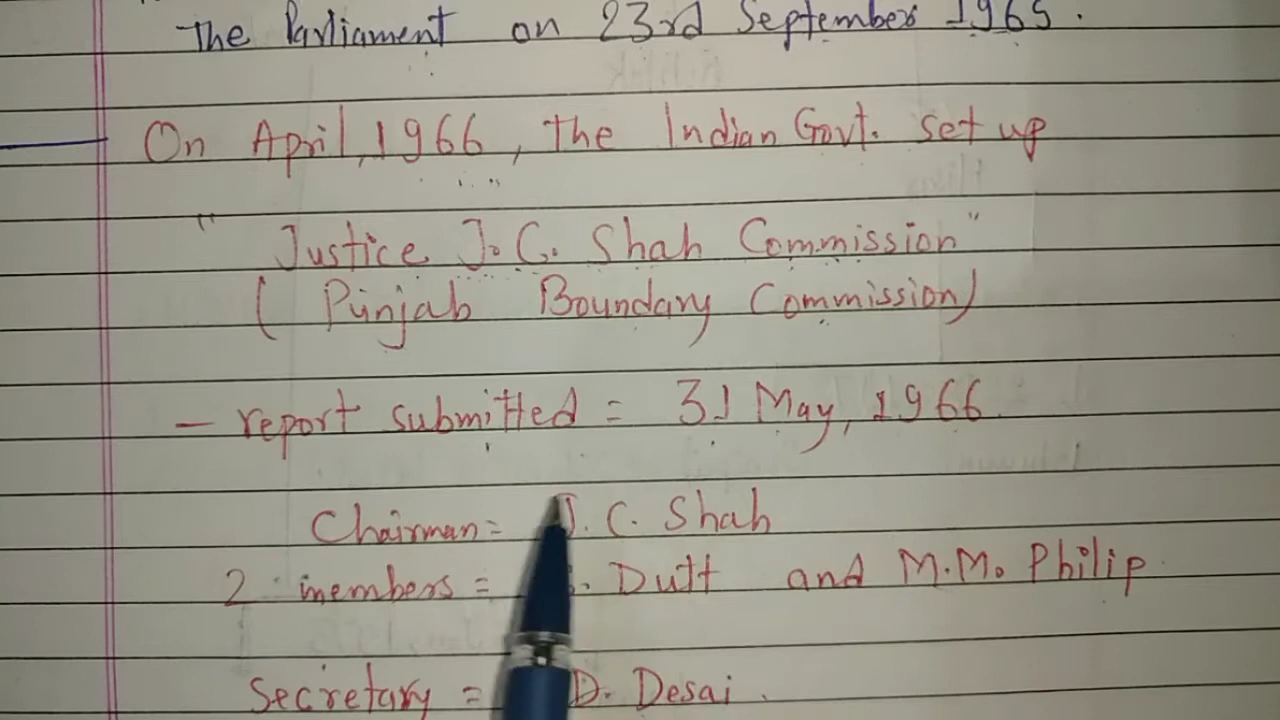 The Parliament on 23rd September 1965.
On April, 1966, the Indian Govt. set up
" Justice J. C. Shah Commission "
( Punjab Boundary Commission)
- report submitted = 31 May, 1966
Chairman = J. C. Shah
2 members = . Dutt and M.M. Philip
Secretary = D. Desai.